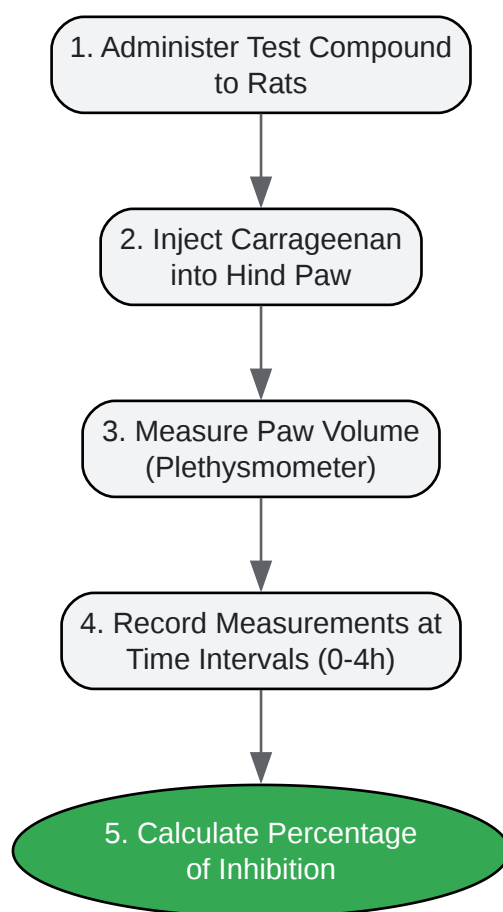 1. Administer Test Compound
to Rats
2. Inject Carrageenan
into Hind Paw
3. Measure Paw Volume
(Plethysmometer)
4. Record Measurements at
Time Intervals (0-4h)
5. Calculate Percentage
of Inhibition